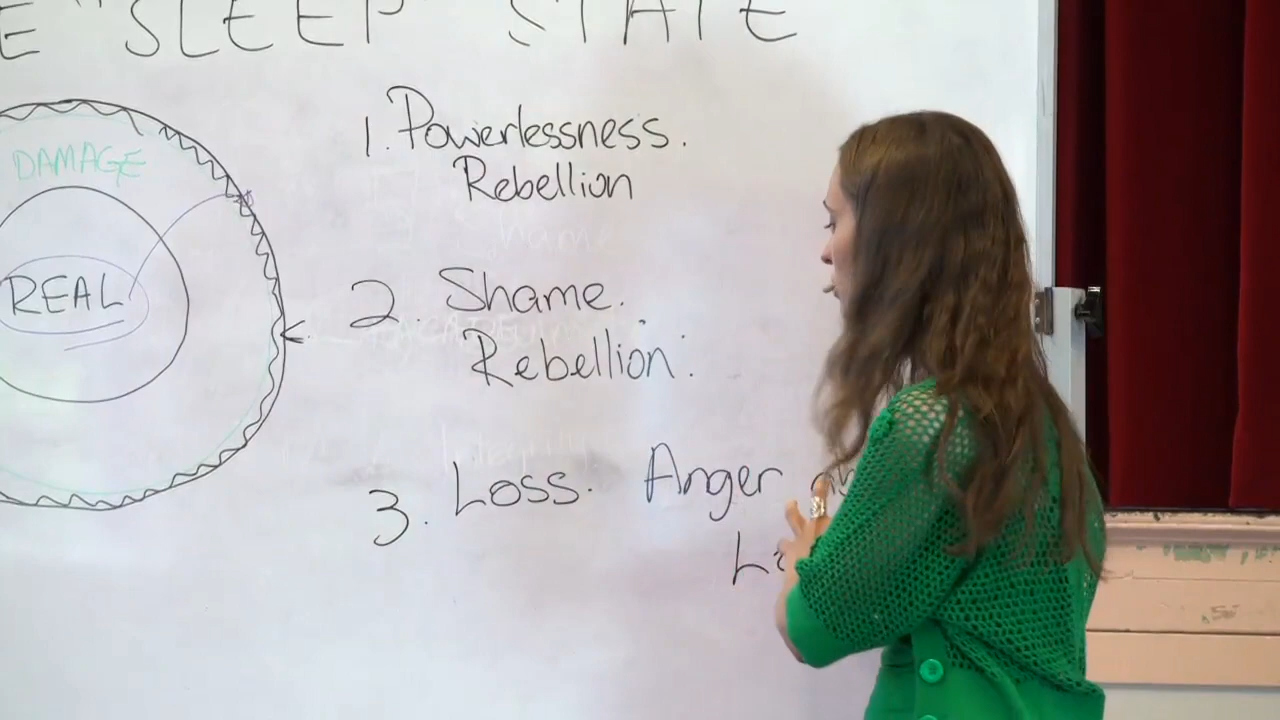 "SLEEP" STATE
DAMAGE
REAL
1. Powerlessness.
Rebellion
2. Shame.
Rebellion.
3. Loss. Anger